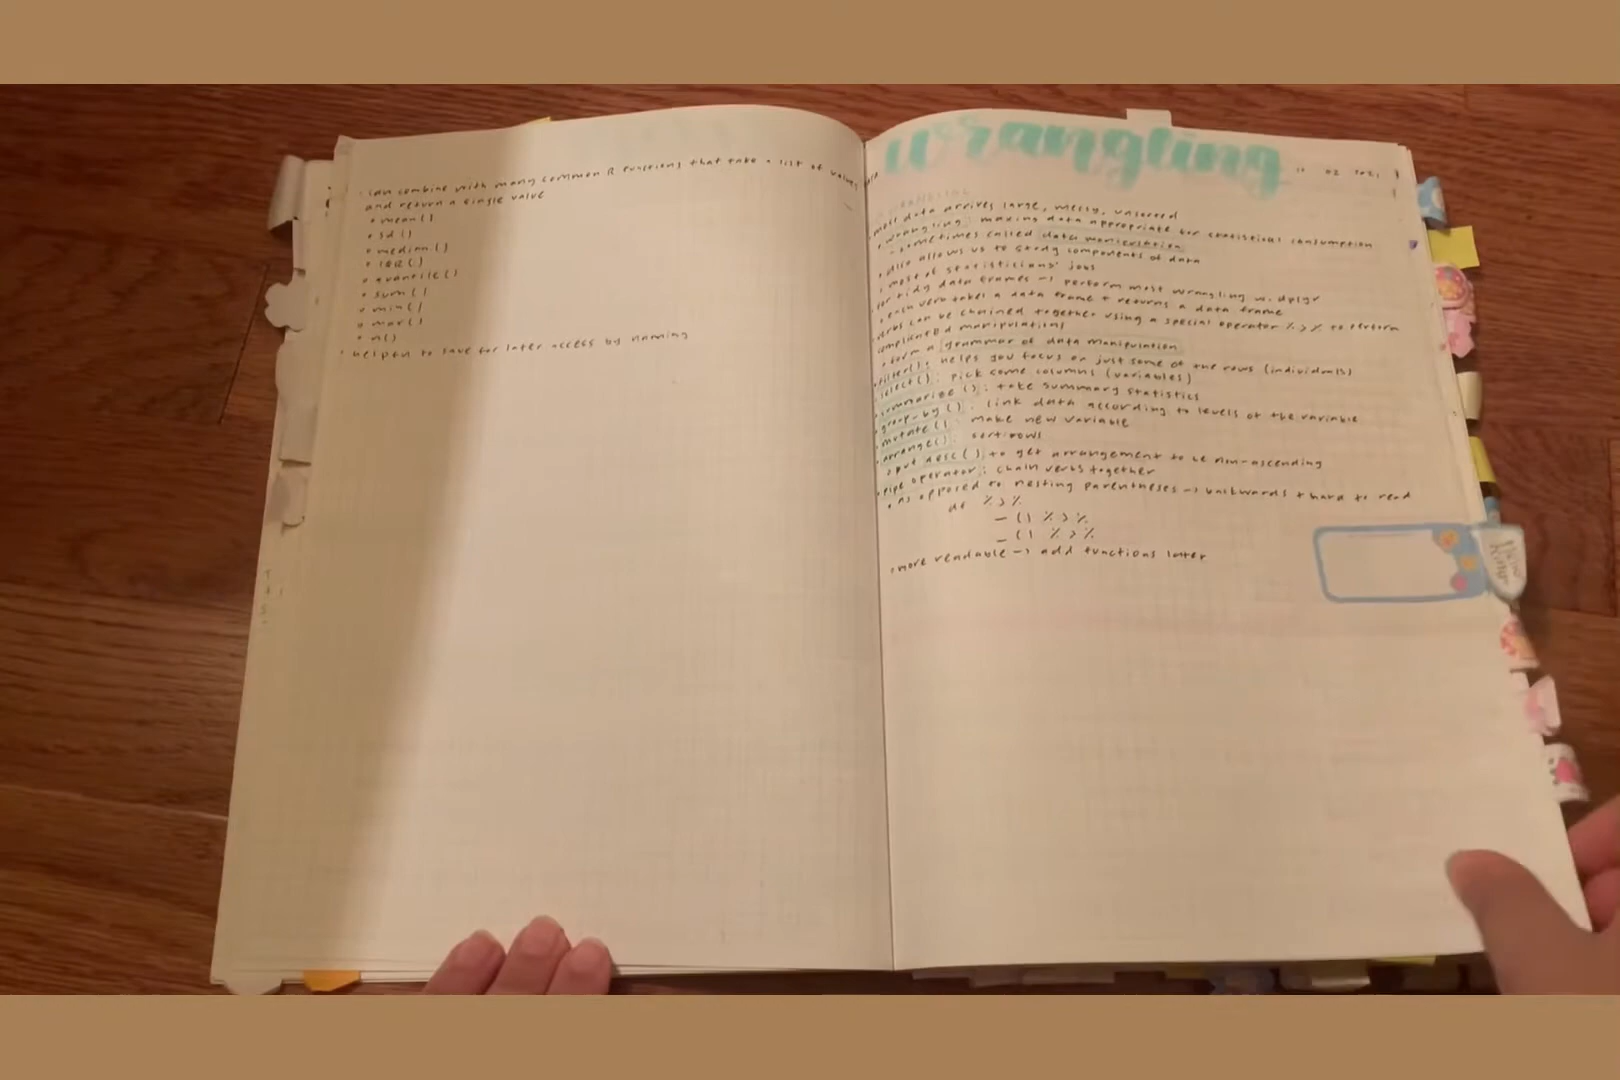 · can combine with many common R functions that take a list of values
and return a single value
• mean()
• sd()
• median()
• IQR()
• quantile()
• sum()
• min()
• max()
• n()
• helpful to save for later access by naming
data
wrangling
02 2021
• most data arrives large, messy, unsorted
• wrangling: making data appropriate for statistical consumption
- sometimes called data manipulation
• also allows us to study components of data
• most of statisticians' jobs
for tidy data frames → perform most wrangling w. dplyr
• each verb takes a data frame + returns a data frame
verbs can be chained together using a special operator %>% to perform
complicated manipulations
• form a grammar of data manipulation
• filter(): helps you focus on just some of the rows (individuals)
• select(): pick some columns (variables)
• summarize(): take summary statistics
• group-by(): link data according to levels of the variable
• mutate(): make new variable
• arrange(): sort rows
• put desc() to get arrangement to be non-ascending
• pipe operator: chain verbs together
• as opposed to nesting parentheses → backwards + hard to read
df %>%
_() %>%
_() %>%
• more readable → add functions later